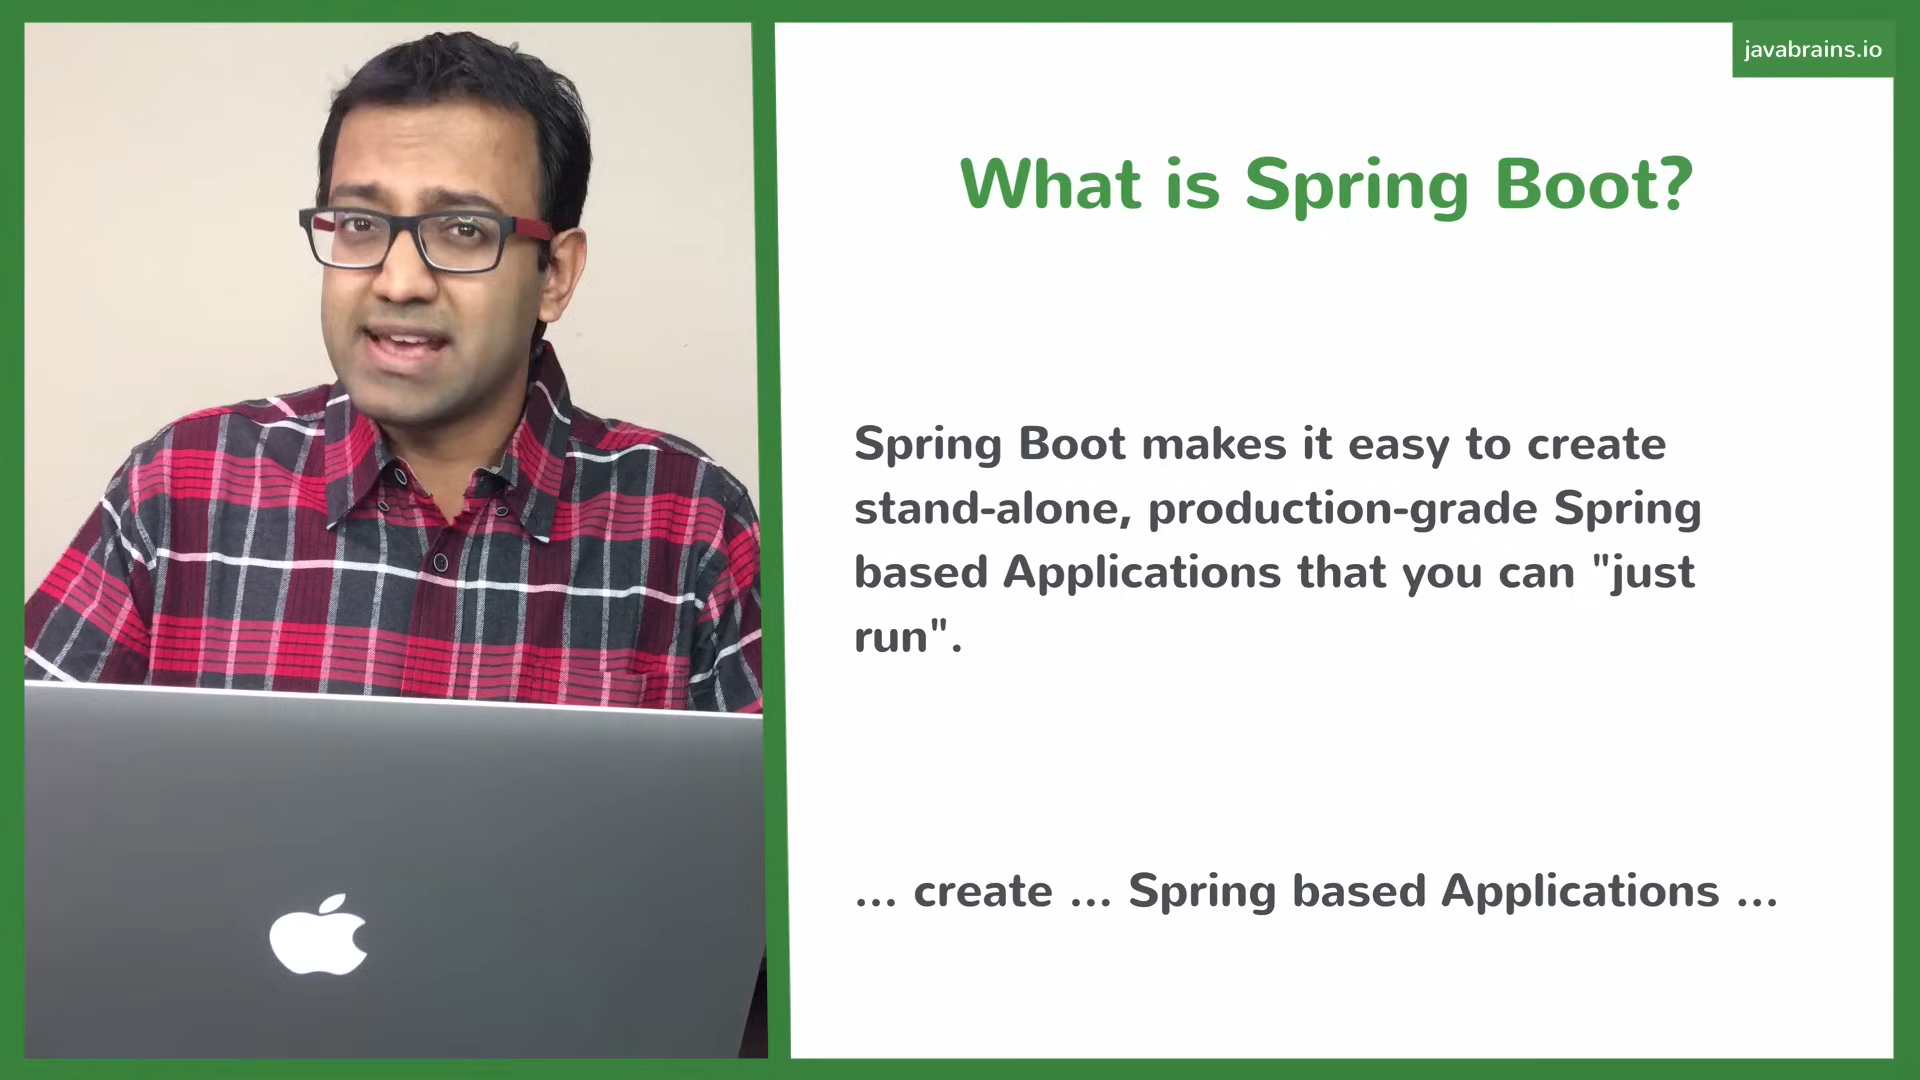 javabrains.io
What is Spring Boot?
Spring Boot makes it easy to create
stand-alone, production-grade Spring
based Applications that you can "just
run".
... create ... Spring based Applications ...